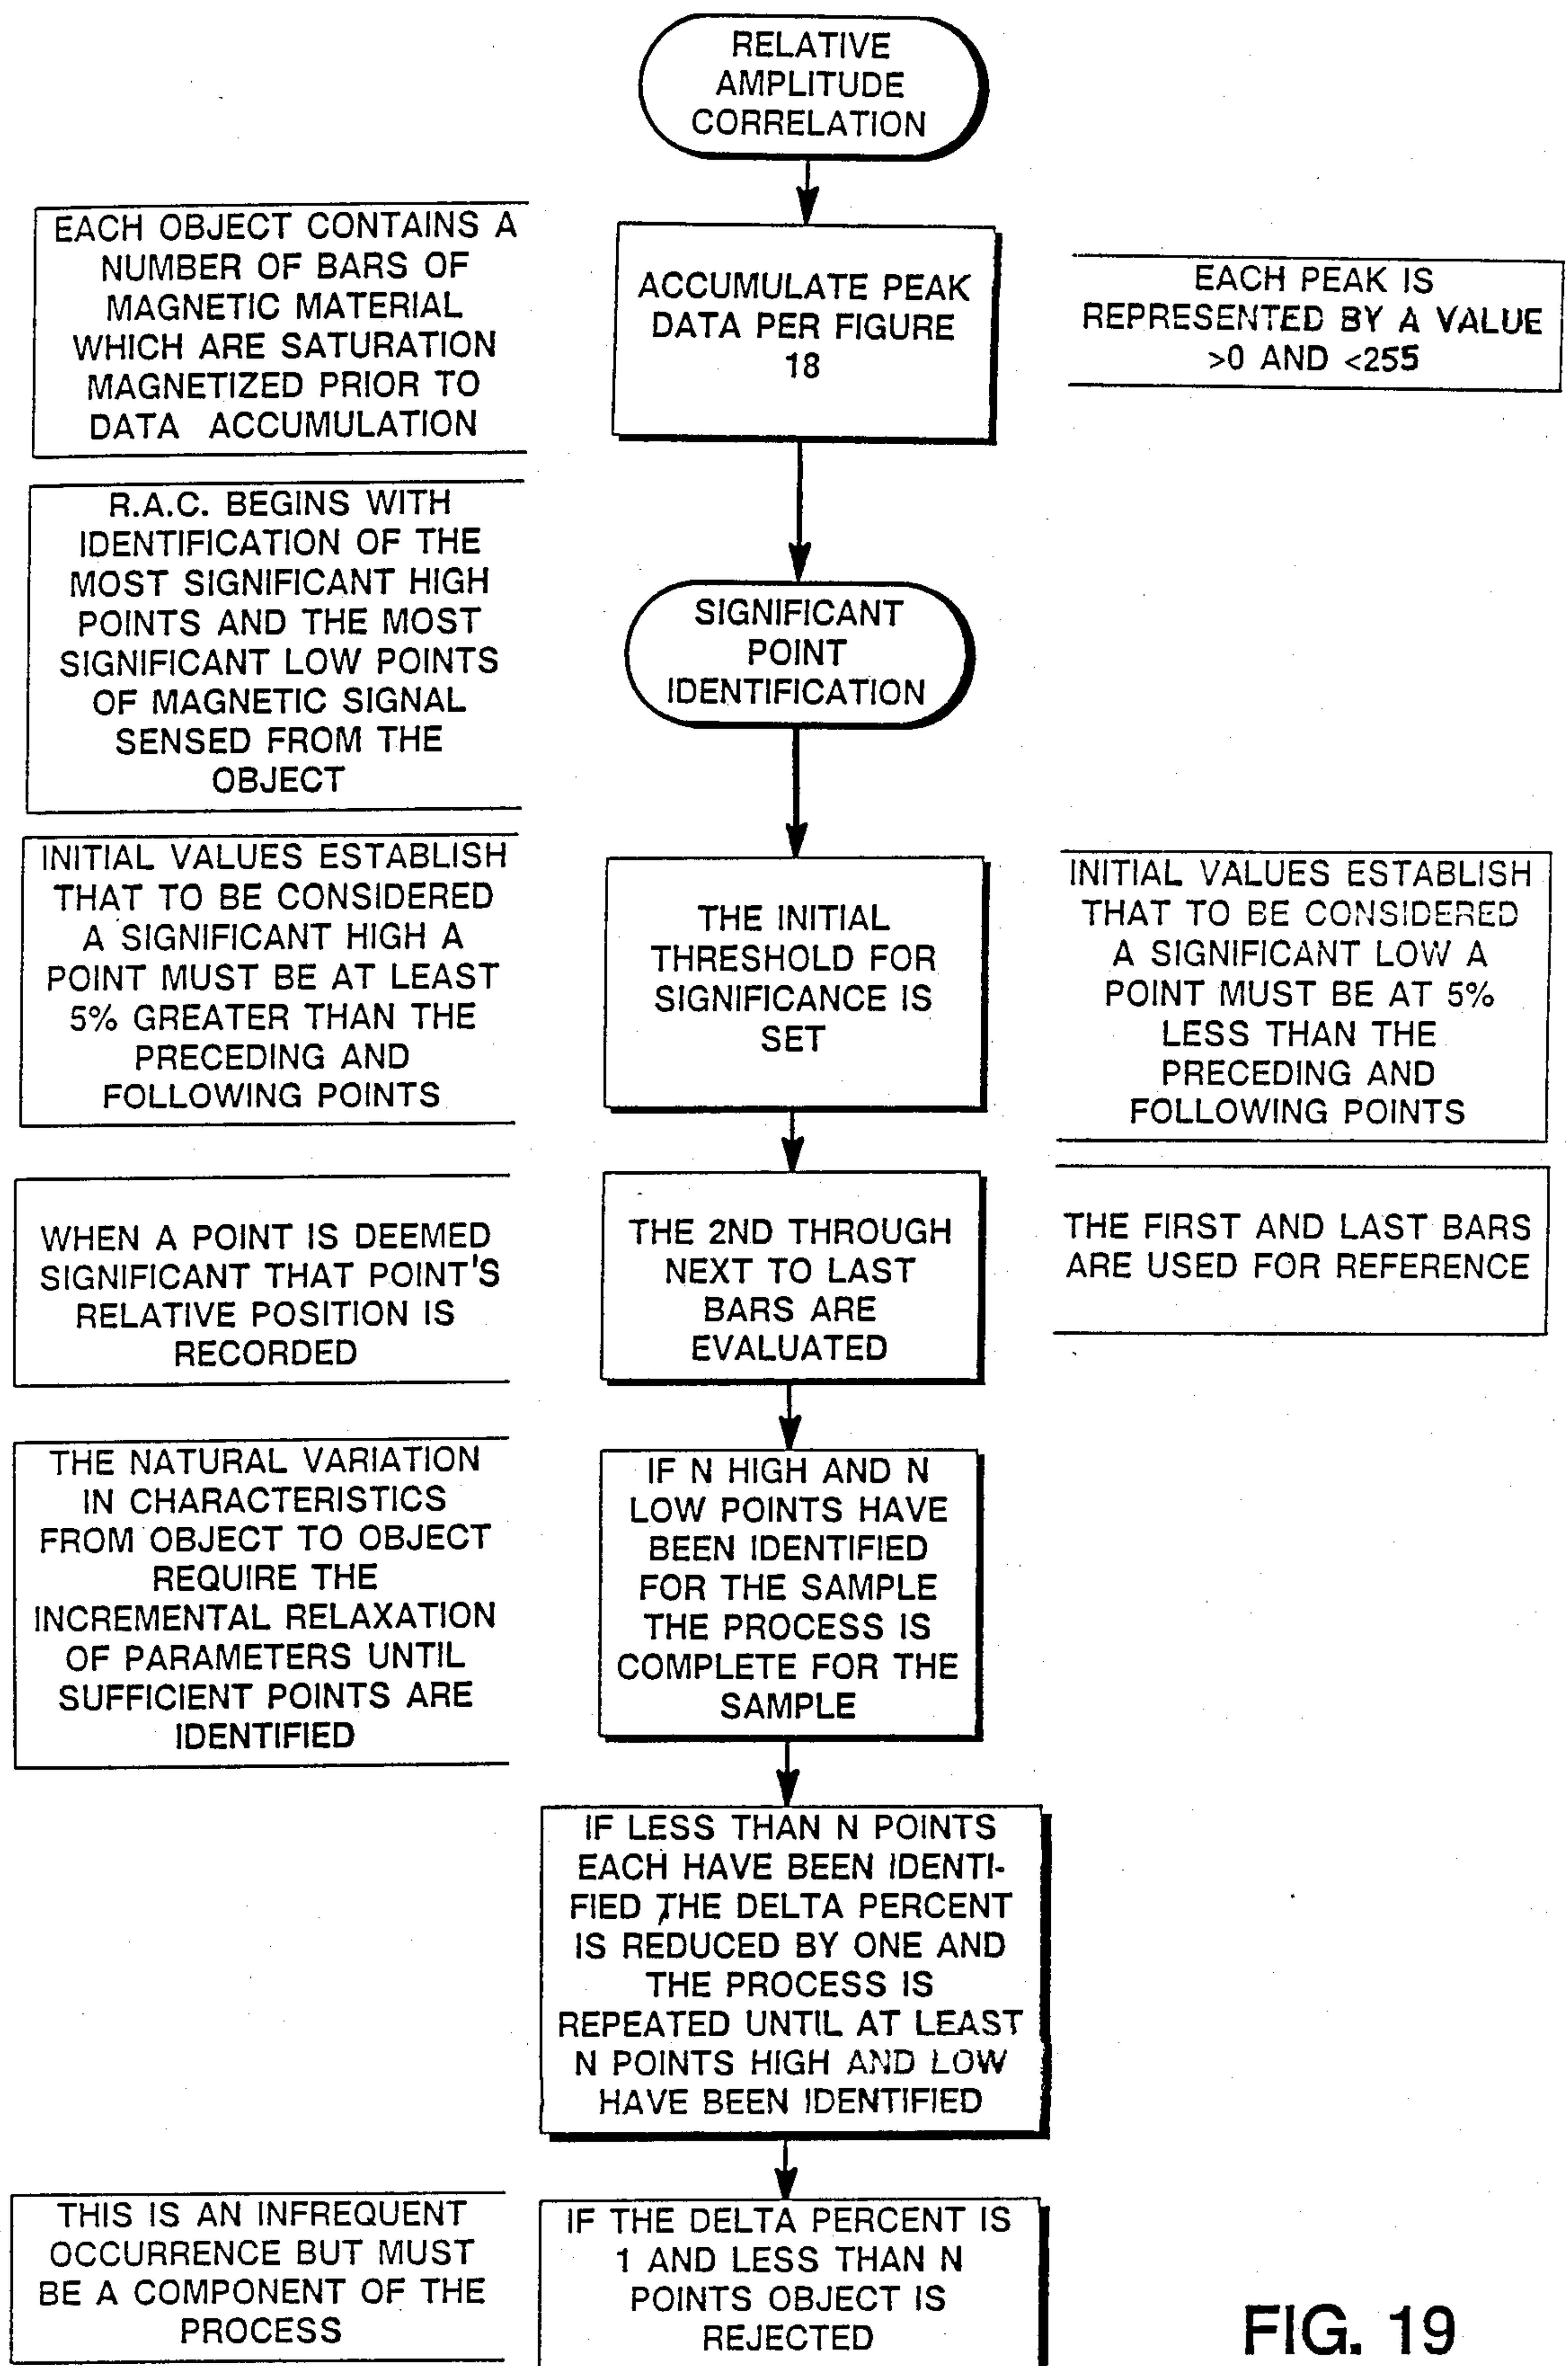 RELATIVE
AMPLITUDE
CORRELATION
EACH OBJECT CONTAINS A
NUMBER OF BARS OF
MAGNETIC MATERIAL
WHICH ARE SATURATION
MAGNETIZED PRIOR TO
DATA ACCUMULATION
ACCUMULATE PEAK
DATA PER FIGURE
18
EACH PEAK IS
REPRESENTED BY A VALUE
>0 AND <255
R.A.C. BEGINS WITH
IDENTIFICATION OF THE
MOST SIGNIFICANT HIGH
POINTS AND THE MOST
SIGNIFICANT LOW POINTS
OF MAGNETIC SIGNAL
SENSED FROM THE
OBJECT
SIGNIFICANT
POINT
IDENTIFICATION
INITIAL VALUES ESTABLISH
THAT TO BE CONSIDERED
A SIGNIFICANT HIGH A
POINT MUST BE AT LEAST
5% GREATER THAN THE
PRECEDING AND
FOLLOWING POINTS
THE INITIAL
THRESHOLD FOR
SIGNIFICANCE IS
SET
INITIAL VALUES ESTABLISH
THAT TO BE CONSIDERED
A SIGNIFICANT LOW A
POINT MUST BE AT 5%
LESS THAN THE
PRECEDING AND
FOLLOWING POINTS
WHEN A POINT IS DEEMED
SIGNIFICANT THAT POINT'S
RELATIVE POSITION IS
RECORDED
THE 2ND THROUGH
NEXT TO LAST
BARS ARE
EVALUATED
THE FIRST AND LAST BARS
ARE USED FOR REFERENCE
THE NATURAL VARIATION
IN CHARACTERISTICS
FROM OBJECT TO OBJECT
REQUIRE THE
INCREMENTAL RELAXATION
OF PARAMETERS UNTIL
SUFFICIENT POINTS ARE
IDENTIFIED
IF N HIGH AND N
LOW POINTS HAVE
BEEN IDENTIFIED
FOR THE SAMPLE
THE PROCESS IS
COMPLETE FOR THE
SAMPLE
IF LESS THAN N POINTS
EACH HAVE BEEN IDENTI-
FIED, THE DELTA PERCENT
IS REDUCED BY ONE AND
THE PROCESS IS
REPEATED UNTIL AT LEAST
N POINTS HIGH AND LOW
HAVE BEEN IDENTIFIED
THIS IS AN INFREQUENT
OCCURRENCE BUT MUST
BE A COMPONENT OF THE
PROCESS
IF THE DELTA PERCENT IS
1 AND LESS THAN N
POINTS OBJECT IS
REJECTED
FIG. 19